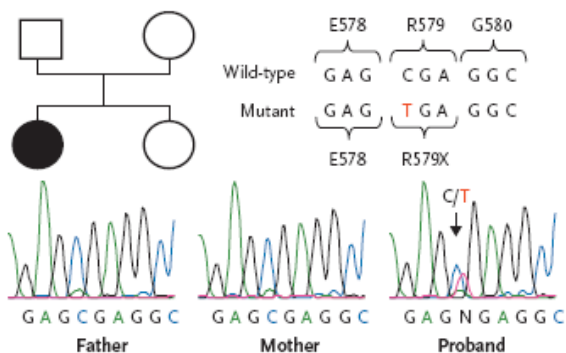 E578 R579 G580
Wild-type G A G C G A G G C
Mutant G A G T G A G G C
E578 R579X
C/T
G A G C G A G G C G A G C G A G G C G A G N G A G G C
Father Mother Proband